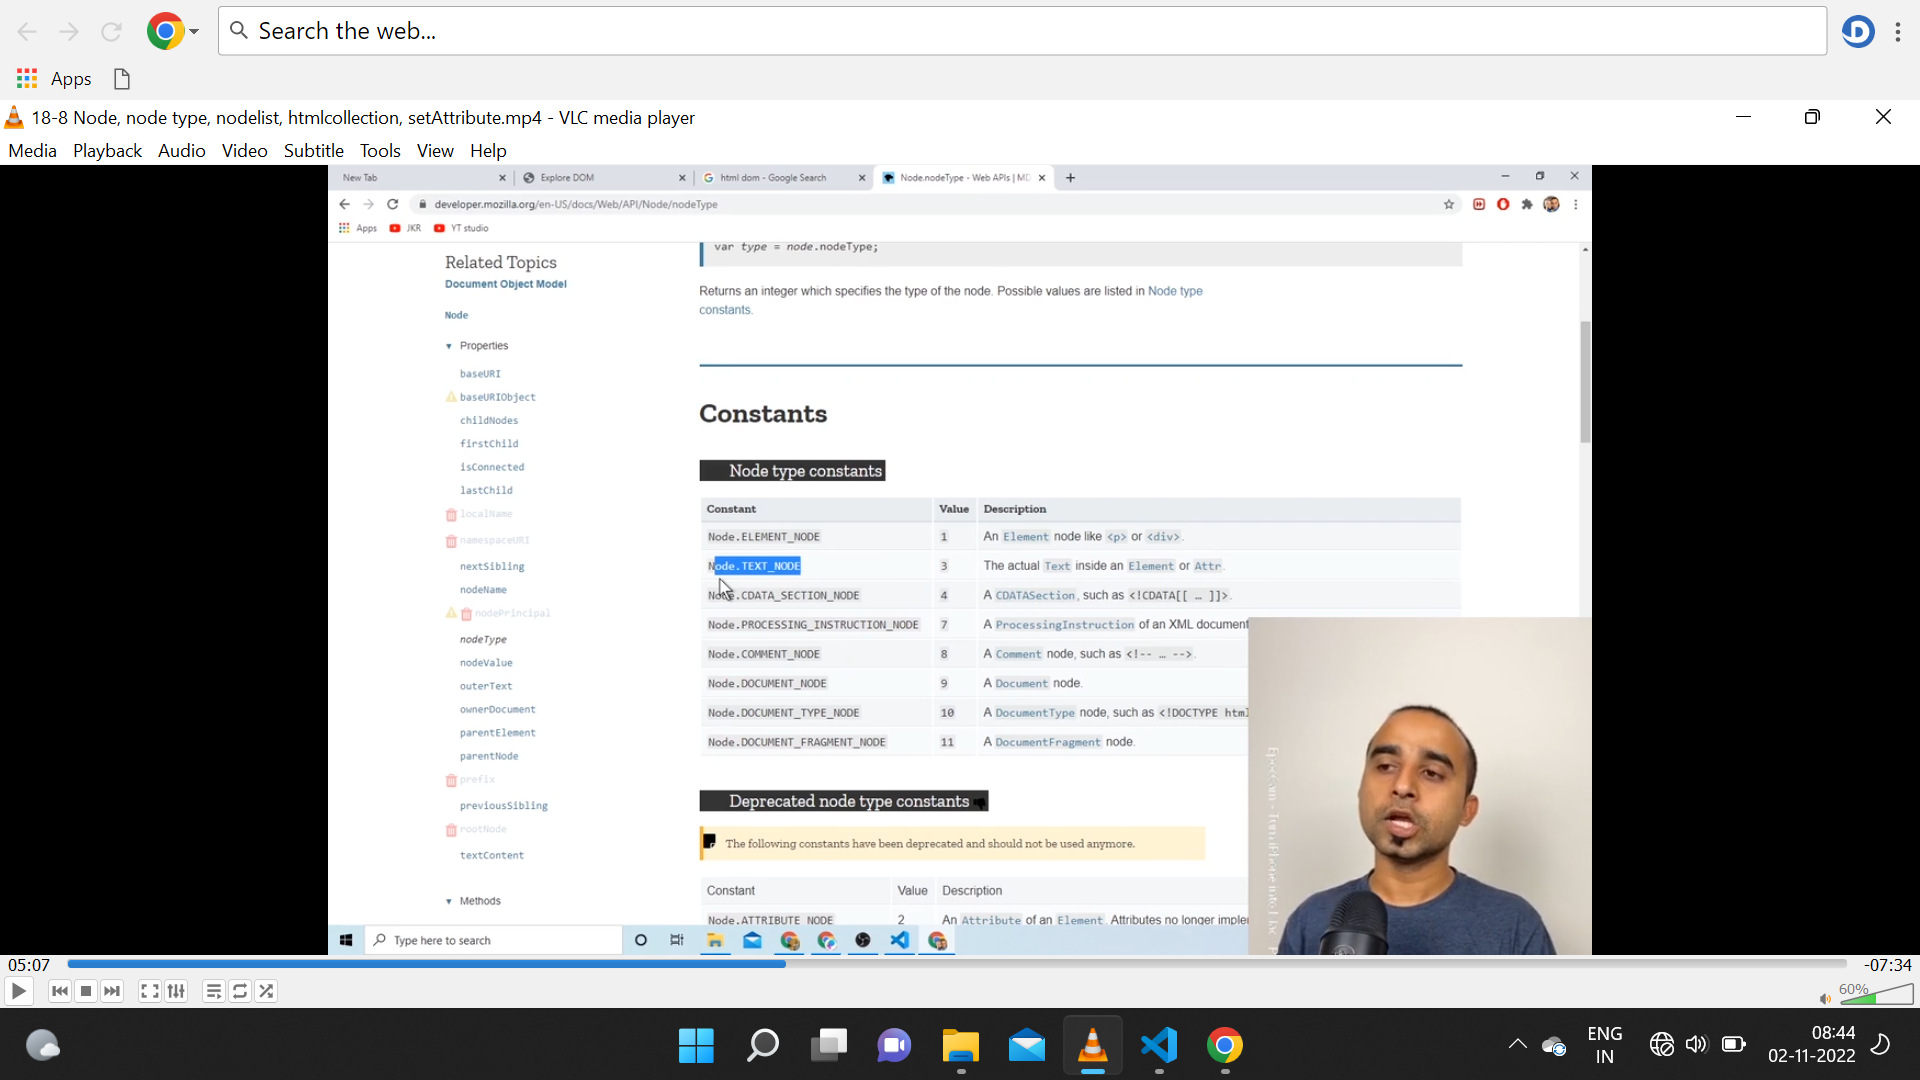 Search the web...
Apps
18-8 Node, node type, nodelist, htmlcollection, setAttribute.mp4 - VLC media player
Media Playback Audio Video Subtitle Tools View Help
New Tab Explore DOM html dom - Google Search Node.nodeType - Web APIs | MD
developer.mozilla.org/en-US/docs/Web/API/Node/nodeType
Apps JKR YT studio
var type = node.nodeType;
Returns an integer which specifies the type of the node. Possible values are listed in Node type
constants.
Related Topics
Document Object Model
Node
Properties
baseURI
baseURIObject
childNodes
firstChild
isConnected
lastChild
localName
namespaceURI
nextSibling
nodeName
nodePrincipal
nodeType
nodeValue
outerText
ownerDocument
parentElement
parentNode
prefix
previousSibling
rootNode
textContent
Methods
Constants
Node type constants
Constant Value Description
Node.ELEMENT_NODE 1 An Element node like <p> or <div>.
Node.TEXT_NODE 3 The actual Text inside an Element or Attr.
Node.CDATA_SECTION_NODE 4 A CDATASection, such as <!CDATA[[ … ]]>.
Node.PROCESSING_INSTRUCTION_NODE 7 A ProcessingInstruction of an XML document
Node.COMMENT_NODE 8 A Comment node, such as <!-- … -->.
Node.DOCUMENT_NODE 9 A Document node.
Node.DOCUMENT_TYPE_NODE 10 A DocumentType node, such as <!DOCTYPE html
Node.DOCUMENT_FRAGMENT_NODE 11 A DocumentFragment node.
Deprecated node type constants
The following constants have been deprecated and should not be used anymore.
Constant Value Description
Node.ATTRIBUTE_NODE 2 An Attribute of an Element. Attributes no longer imple
Type here to search
05:07 -07:34
60%
ENG
IN
08:44
02-11-2022